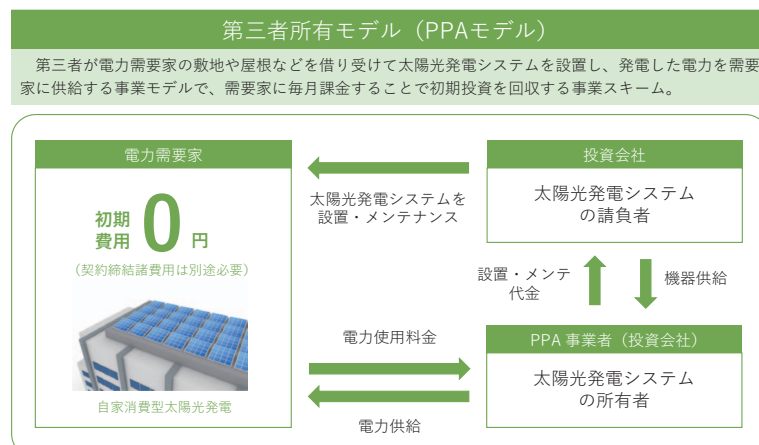 第三者所有モデル（PPAモデル）
第三者が電力需要家の敷地や屋根などを借り受けて太陽光発電システムを設置し、発電した電力を需要
家に供給する事業モデルで、需要家に毎月課金することで初期投資を回収する事業スキーム。
電力需要家
初期
費用 0 円
（契約締結諸費用は別途必要）
自家消費型太陽光発電
太陽光発電システムを
設置・メンテナンス
投資会社
太陽光発電システム
の請負者
設置・メンテ
代金
機器供給
電力使用料金
電力供給
PPA 事業者（投資会社）
太陽光発電システム
の所有者